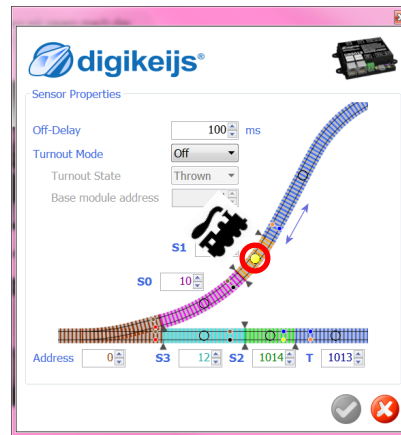 digikeijs®
Sensor Properties
Off-Delay 100 ms
Turnout Mode Off
Turnout State Thrown
Base module address
S1
S0 10
Address 0 S3 12 S2 1014 T 1013